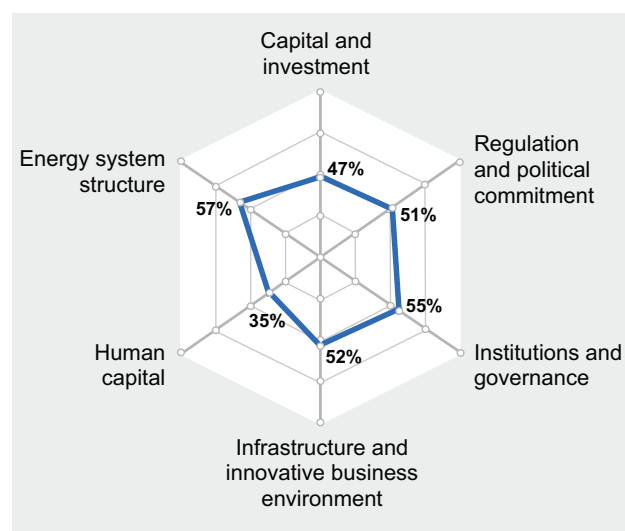 Capital and
investment
Energy system
structure
Regulation
and political
commitment
47%
57%
51%
35%
55%
52%
Human
capital
Institutions and
governance
Infrastructure and
innovative business
environment